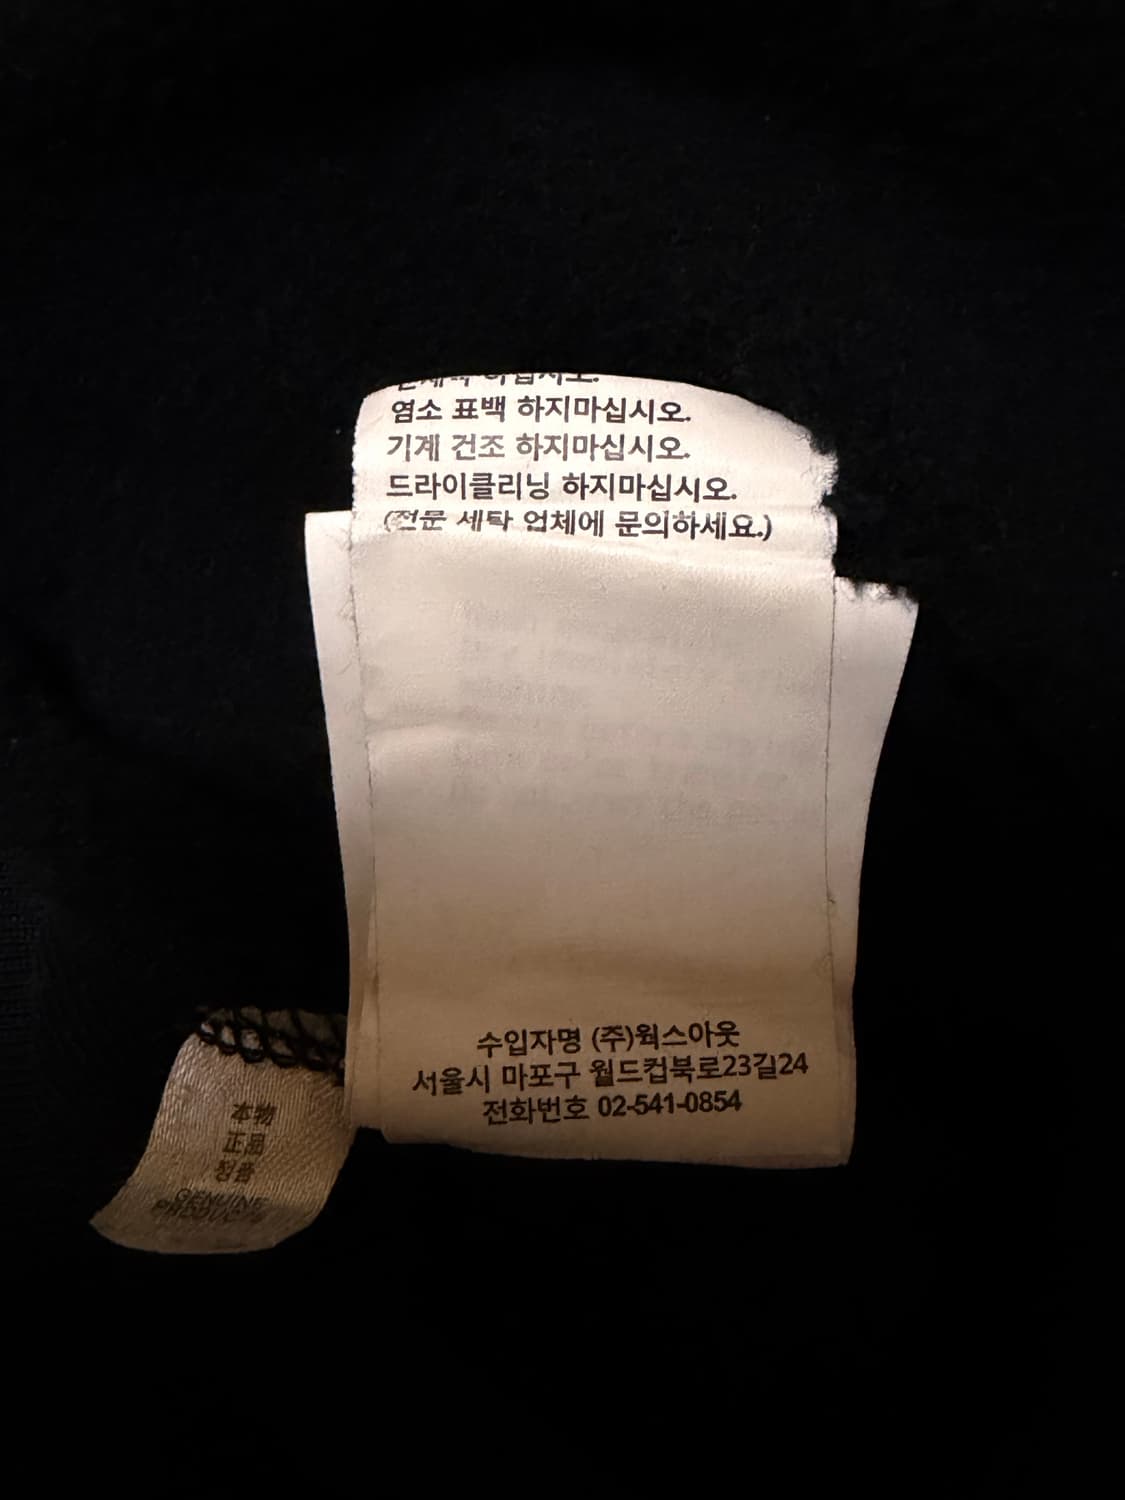 염소 표백 하지마십시오.
기계 건조 하지마십시오.
드라이클리닝 하지마십시오.
(전문 세탁 업체에 문의하세요.)
수입자명 (주)웍스아웃
서울시 마포구 월드컵북로23길24
전화번호 02-541-0854
本物
正品
정품
GENUINE
PRODUCTS